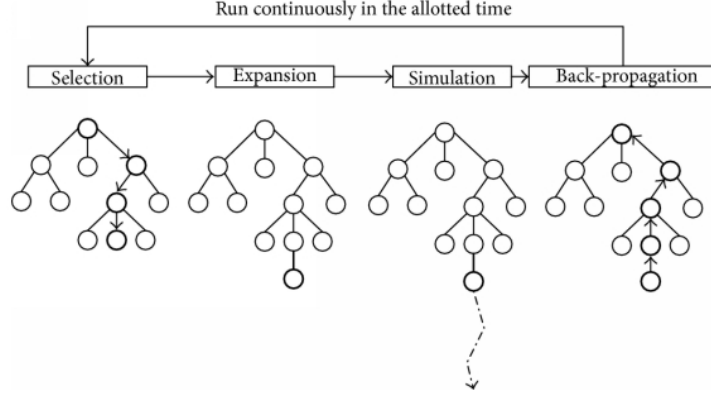 Run continuously in the allotted time
Selection
Expansion
Simulation
Back-propagation